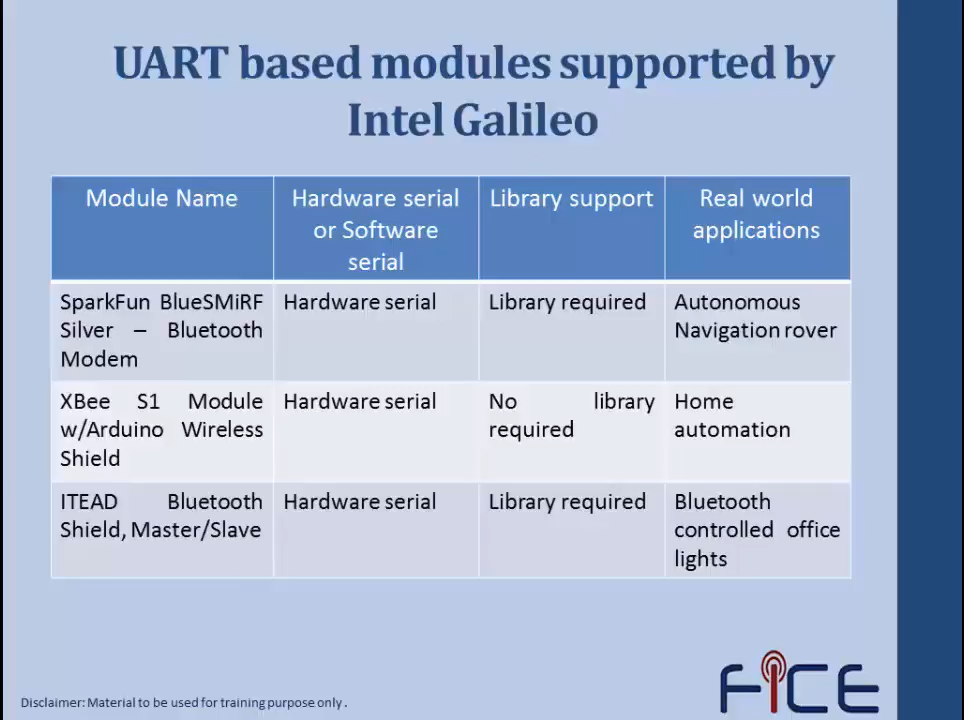 UART based modules supported by
Intel Galileo
Module Name
Hardware serial
or Software
serial
Library support
Real world
applications
SparkFun BlueSMiRF
Silver – Bluetooth
Modem
Hardware serial
Library required
Autonomous
Navigation rover
XBee S1 Module
w/Arduino Wireless
Shield
Hardware serial
No library
required
Home
automation
ITEAD Bluetooth
Shield, Master/Slave
Hardware serial
Library required
Bluetooth
controlled office
lights
Disclaimer: Material to be used for training purpose only .
FiCE